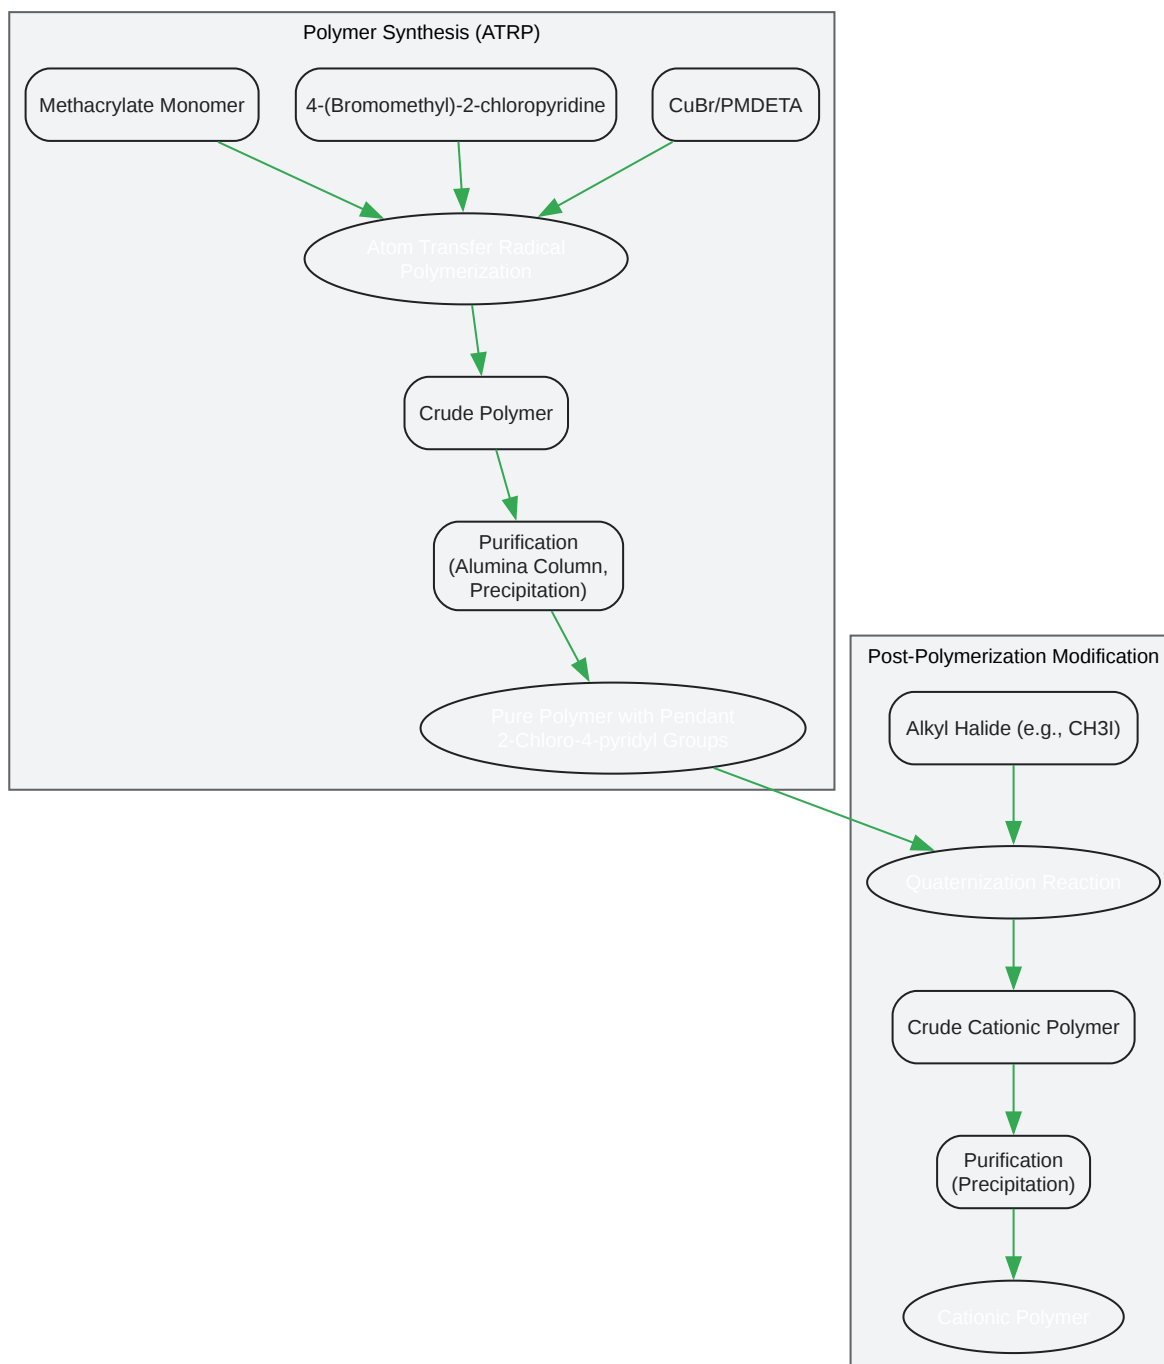 Polymer Synthesis (ATRP)
Methacrylate Monomer
4-(Bromomethyl)-2-chloropyridine
CuBr/PMDETA
Atom Transfer Radical
Polymerization
Crude Polymer
Purification
(Alumina Column,
Precipitation)
Pure Polymer with Pendant
2-Chloro-4-pyridyl Groups
Post-Polymerization Modification
Alkyl Halide (e.g., CH3I)
Quaternization Reaction
Crude Cationic Polymer
Purification
(Precipitation)
Cationic Polymer